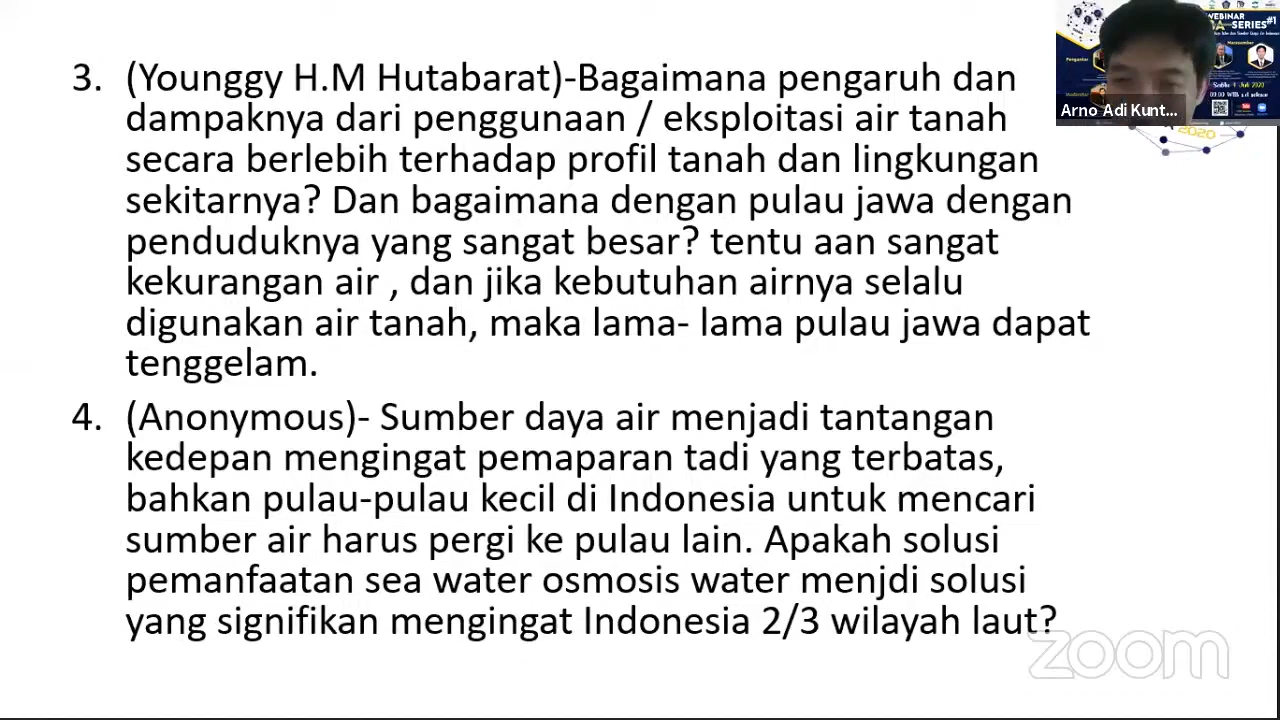 3. (Younggy H.M Hutabarat)-Bagaimana pengaruh dan
dampaknya dari penggunaan / eksploitasi air tanah
secara berlebih terhadap profil tanah dan lingkungan
sekitarnya? Dan bagaimana dengan pulau jawa dengan
penduduknya yang sangat besar? tentu aan sangat
kekurangan air , dan jika kebutuhan airnya selalu
digunakan air tanah, maka lama- lama pulau jawa dapat
tenggelam.
4. (Anonymous)- Sumber daya air menjadi tantangan
kedepan mengingat pemaparan tadi yang terbatas,
bahkan pulau-pulau kecil di Indonesia untuk mencari
sumber air harus pergi ke pulau lain. Apakah solusi
pemanfaatan sea water osmosis water menjdi solusi
yang signifikan mengingat Indonesia 2/3 wilayah laut?
WEBINAR
SERIES#1
Arno Adi Kunt...
2020
zoom